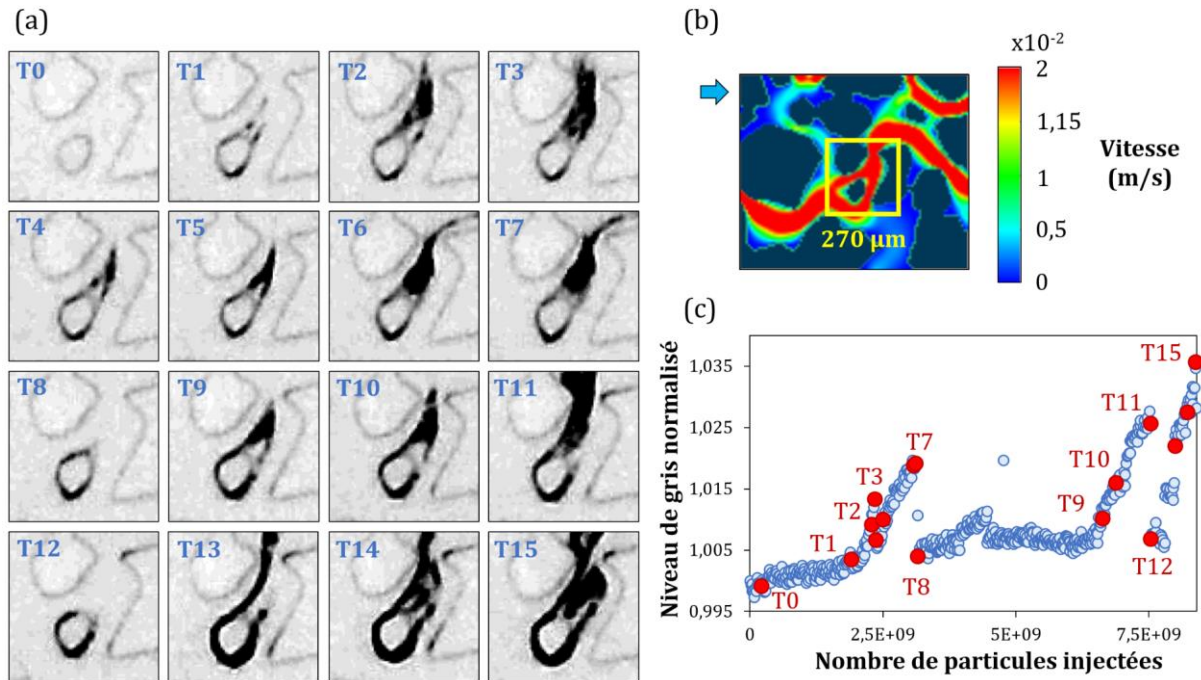 (a)
T0 T1 T2 T3
T4 T5 T6 T7
T8 T9 T10 T11
T12 T13 T14 T15
(b)
x10⁻²
2
1,15
1
0,5
0
Vitesse
(m/s)
270 µm
(c)
Niveau de gris normalisé
1,035
1,025
1,015
1,005
0,995
T0
T1
T2
T3
T7
T8
T9
T10
T11
T12
T15
0 2,5E+09 5E+09 7,5E+09
Nombre de particules injectées